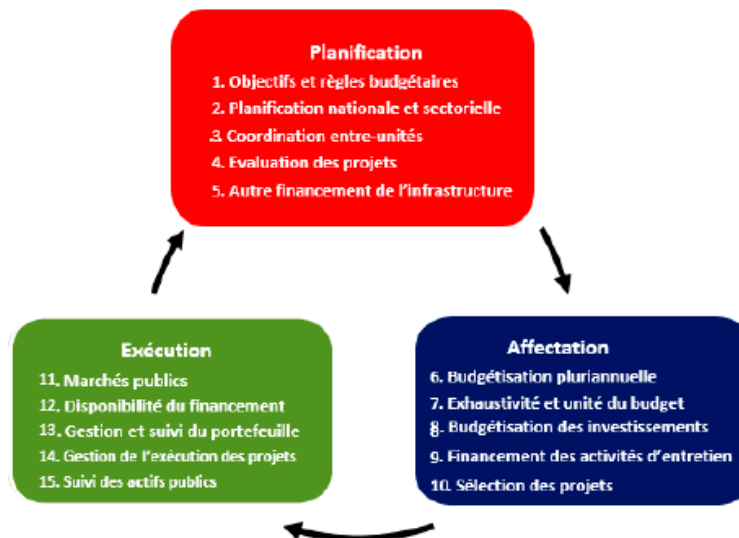 Planification
1. Objectifs et règles budgétaires
2. Planification nationale et sectorielle
3. Coordination entre-unités
4. Evaluation des projets
5. Autre financement de l'infrastructure
Affectation
6. Budgétisation pluriannuelle
7. Exhaustivité et unité du budget
8. Budgétisation des investissements
9. Financement des activités d'entretien
10. Sélection des projets
Exécution
11. Marchés publics
12. Disponibilité du financement
13. Gestion et suivi du portefeuille
14. Gestion de l'exécution des projets
15. Suivi des actifs publics